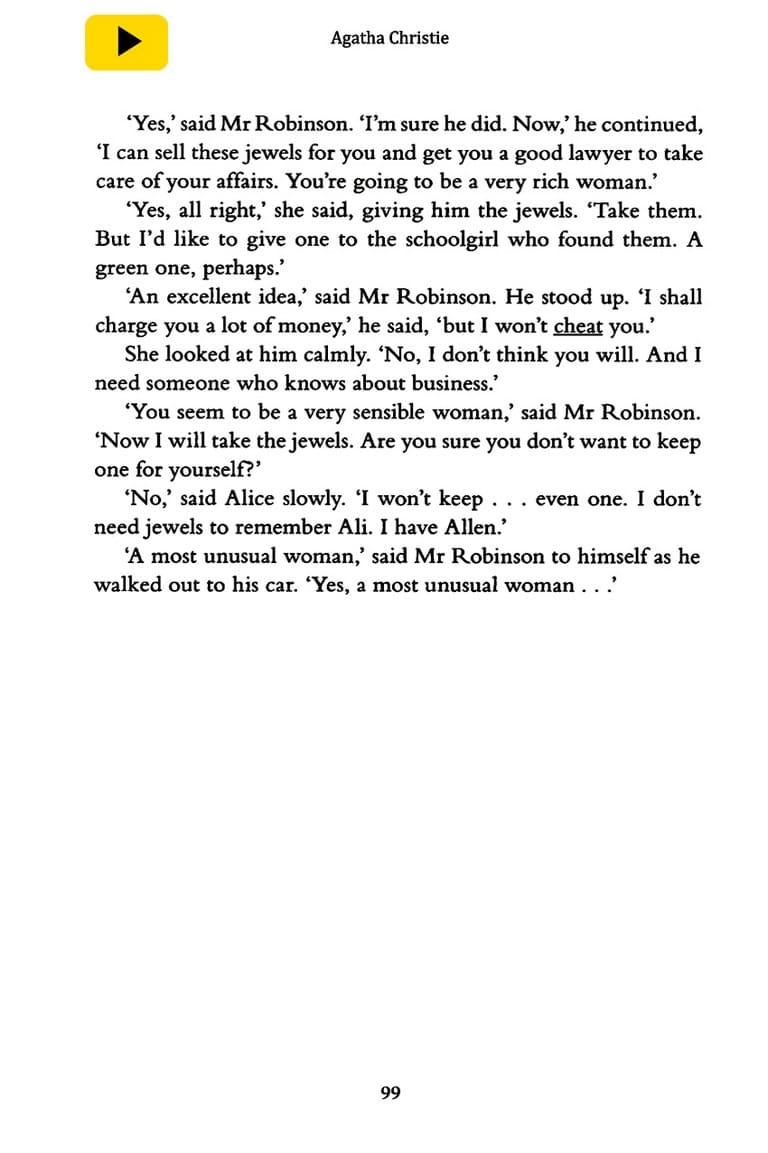 Agatha Christie
‘Yes,’ said Mr Robinson. ‘I’m sure he did. Now,’ he continued,
‘I can sell these jewels for you and get you a good lawyer to take
care of your affairs. You’re going to be a very rich woman.’
‘Yes, all right,’ she said, giving him the jewels. ‘Take them.
But I’d like to give one to the schoolgirl who found them. A
green one, perhaps.’
‘An excellent idea,’ said Mr Robinson. He stood up. ‘I shall
charge you a lot of money,’ he said, ‘but I won’t cheat you.’
She looked at him calmly. ‘No, I don’t think you will. And I
need someone who knows about business.’
‘You seem to be a very sensible woman,’ said Mr Robinson.
‘Now I will take the jewels. Are you sure you don’t want to keep
one for yourself?’
‘No,’ said Alice slowly. ‘I won’t keep . . . even one. I don’t
need jewels to remember Ali. I have Allen.’
‘A most unusual woman,’ said Mr Robinson to himself as he
walked out to his car. ‘Yes, a most unusual woman . . .’
99